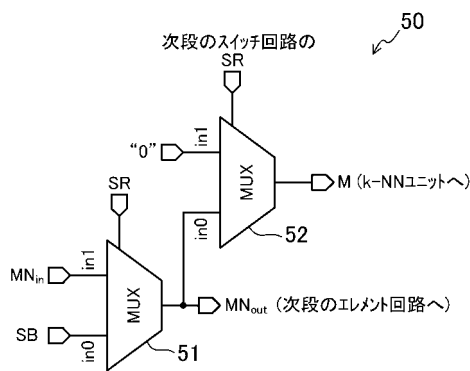 次段のスイッチ回路の
SR
50
"0"
in1
MUX
M (k-NNユニットへ)
in0
52
SR
MNin
in1
MUX
MNout (次段のエレメント回路へ)
SB
in0
51